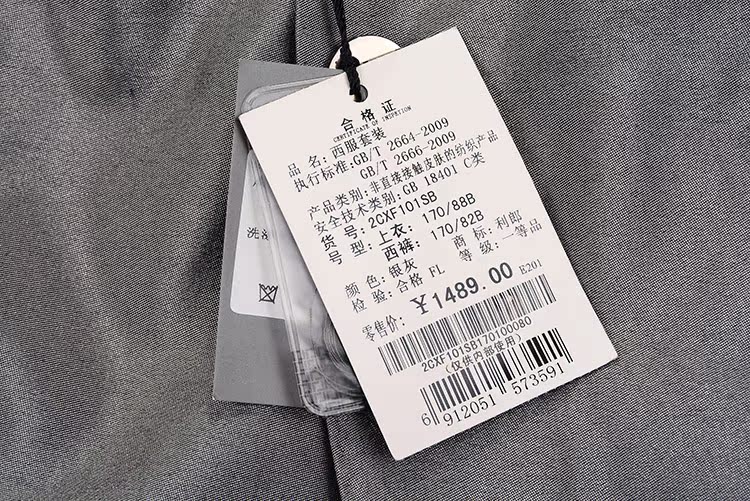 合格证
CERTIFICATE OF INSPETION
品 名:西服套装
执行标准:GB/T 2664-2009
GB/T 2666-2009
产品类别:非直接接触皮肤的纺织产品
安全技术类别:GB 18401 C类
货 号:2CXF101SB
号 型:上衣:170/88B
西裤:170/82B
颜 色:银灰 商 标:利郎
检 验:合格 FL 等 级:一等品
零售价:¥1489.00 E201
2CXF101SB170100080
(仅供内部使用)
6 912051 573591
洗